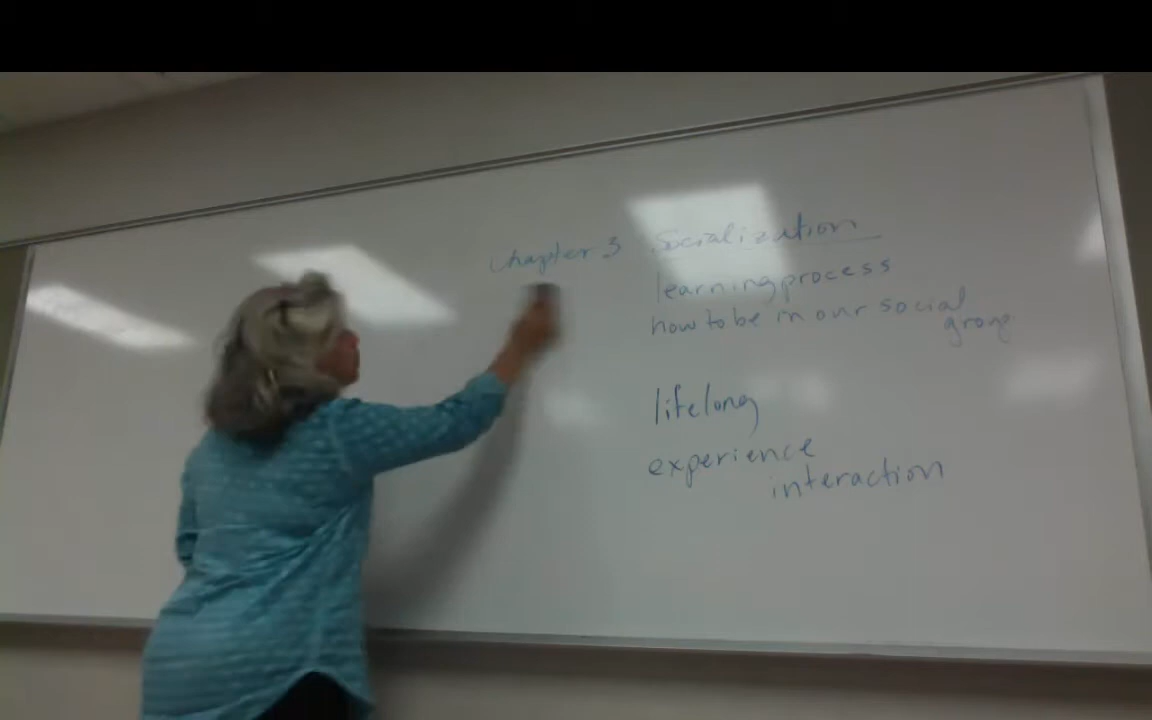 Chapter 3 Socialization
learning process
how to be in our social
group
lifelong
experience
interaction